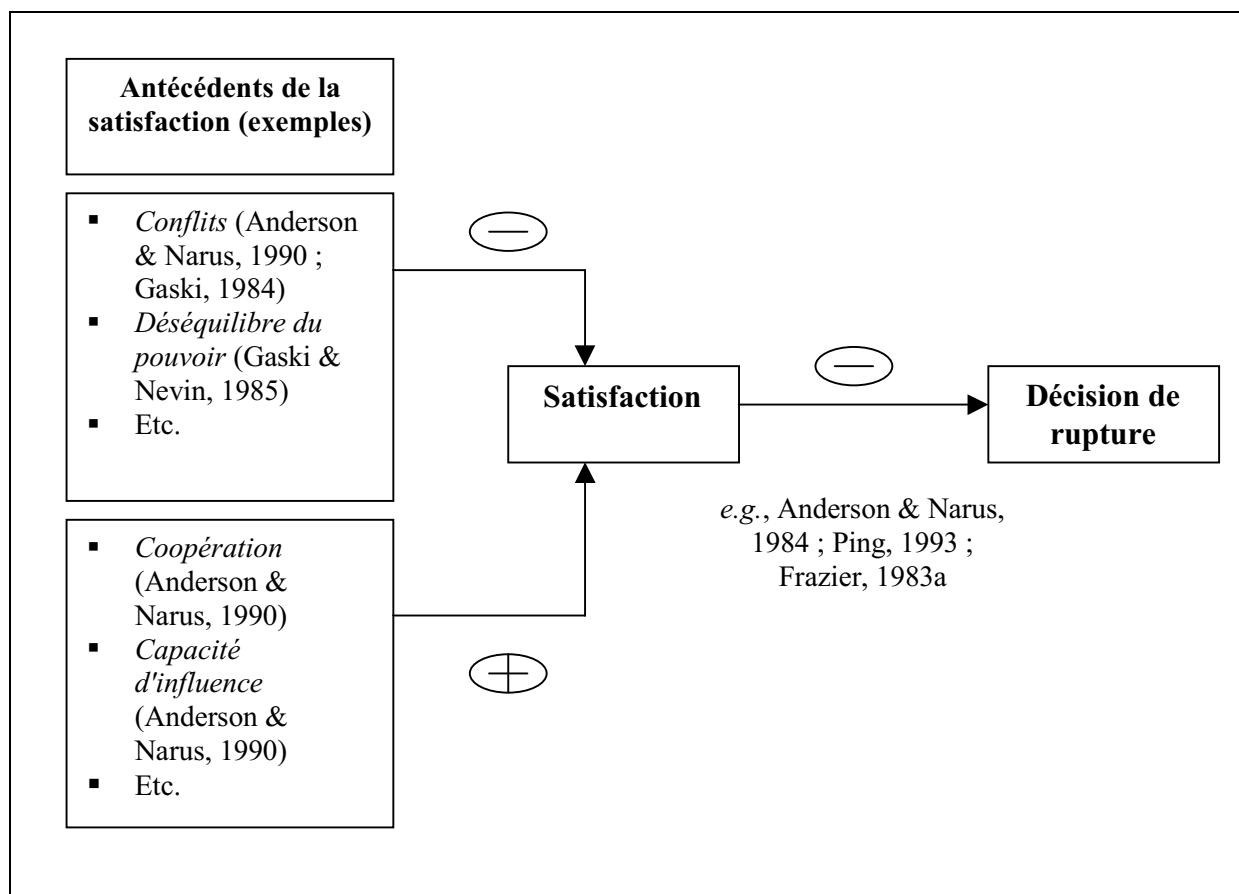 Antécédents de la
satisfaction (exemples)
▪ Conflits (Anderson
& Narus, 1990 ;
Gaski, 1984)
▪ Déséquilibre du
pouvoir (Gaski &
Nevin, 1985)
▪ Etc.
▪ Coopération
(Anderson &
Narus, 1990)
▪ Capacité
d'influence
(Anderson &
Narus, 1990)
▪ Etc.
—
+
Satisfaction
—
e.g., Anderson & Narus,
1984 ; Ping, 1993 ;
Frazier, 1983a
Décision de
rupture